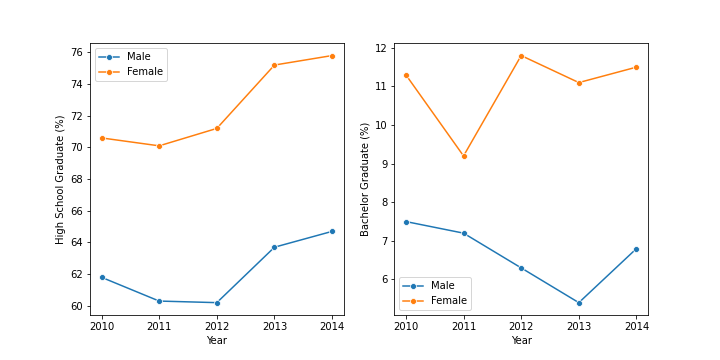 76
74
72
70
68
66
64
62
60
High School Graduate (%)
Male
Female
2010 2011 2012 2013 2014
Year
12
11
10
9
8
7
6
Bachelor Graduate (%)
Male
Female
2010 2011 2012 2013 2014
Year